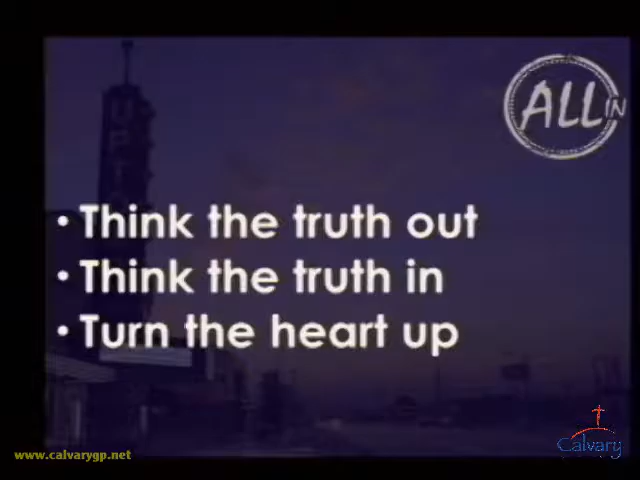 ALL IN
• Think the truth out
• Think the truth in
• Turn the heart up
Calvary
www.calvarygp.net